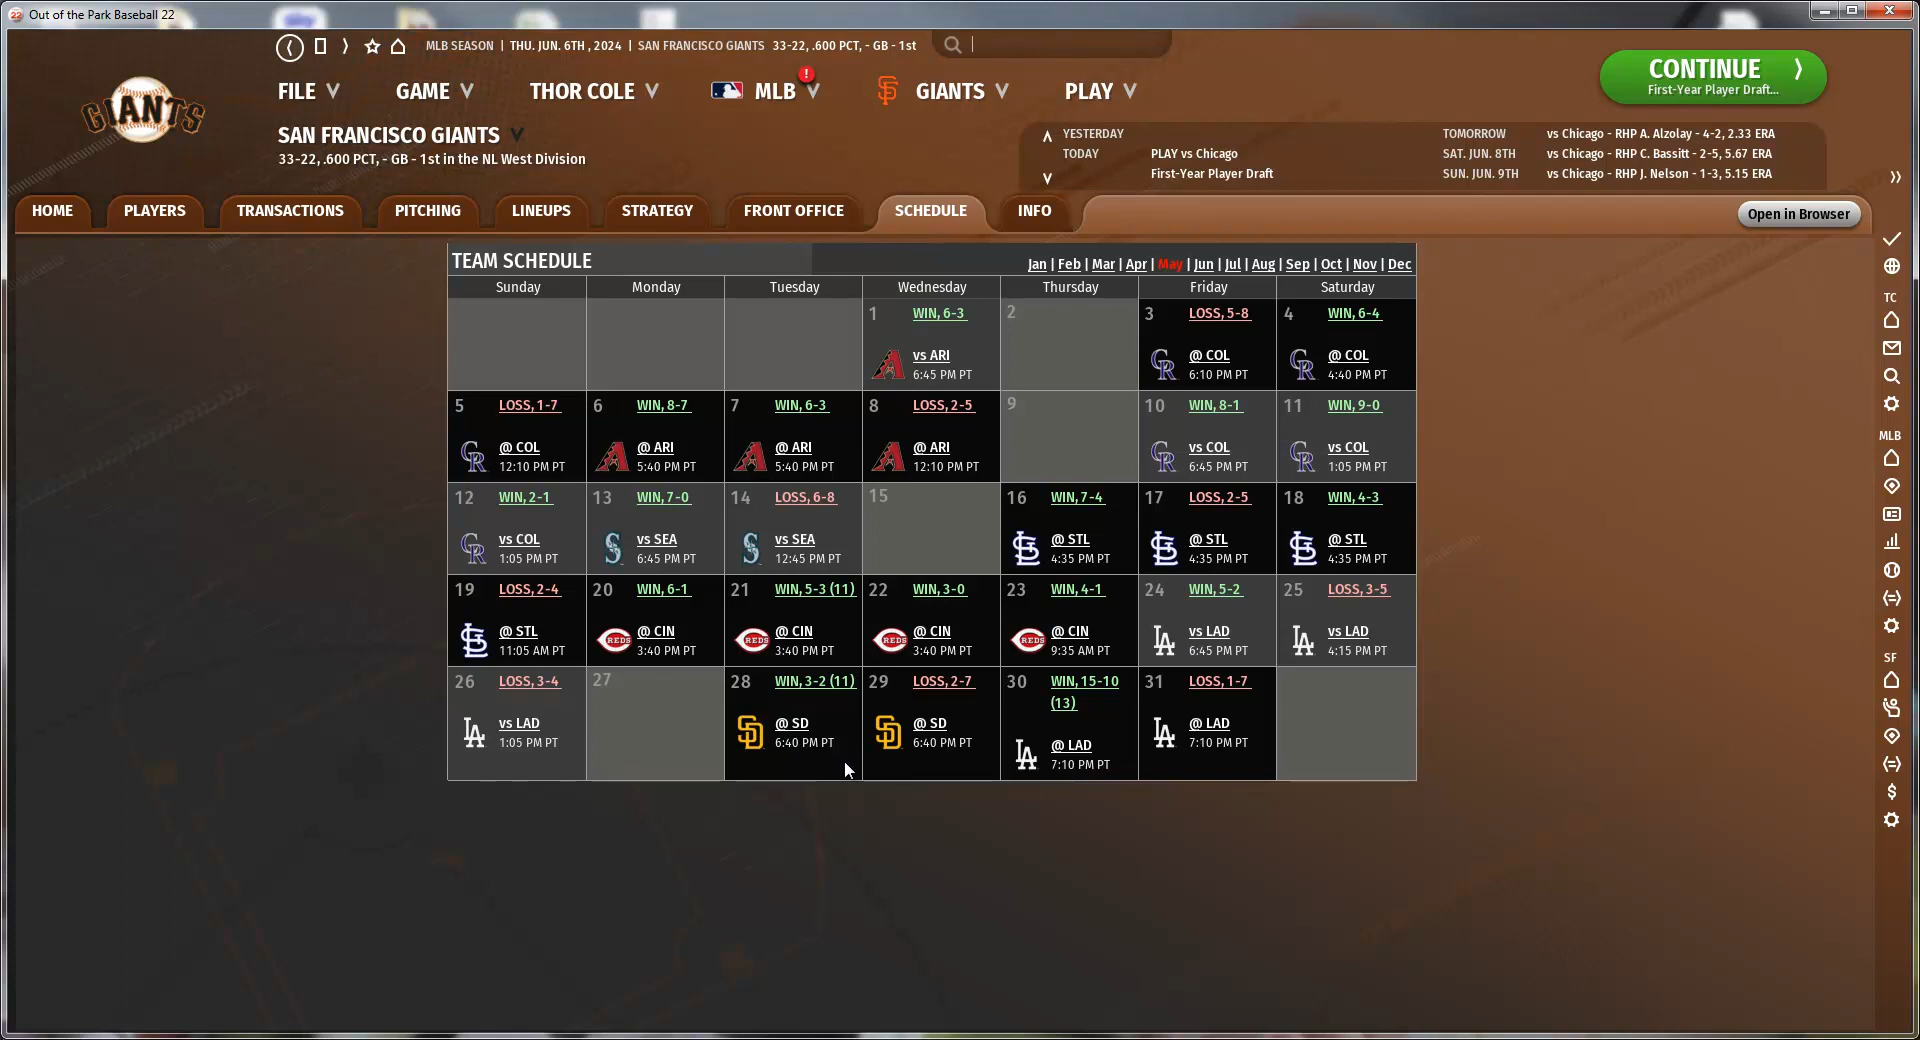 Out of the Park Baseball 22
MLB SEASON | THU. JUN. 6TH , 2024 | SAN FRANCISCO GIANTS 33-22, .600 PCT, - GB - 1st
FILE GAME THOR COLE MLB ! GIANTS PLAY
CONTINUE
First-Year Player Draft...
GIANTS
SAN FRANCISCO GIANTS
33-22, .600 PCT, - GB - 1st in the NL West Division
YESTERDAY
TODAY PLAY vs Chicago
First-Year Player Draft
TOMORROW vs Chicago - RHP A. Alzolay - 4-2, 2.33 ERA
SAT. JUN. 8TH vs Chicago - RHP C. Bassitt - 2-5, 5.67 ERA
SUN. JUN. 9TH vs Chicago - RHP J. Nelson - 1-3, 5.15 ERA
HOME PLAYERS TRANSACTIONS PITCHING LINEUPS STRATEGY FRONT OFFICE SCHEDULE INFO
Open in Browser
TEAM SCHEDULE
Jan | Feb | Mar | Apr | May | Jun | Jul | Aug | Sep | Oct | Nov | Dec
Sunday Monday Tuesday Wednesday Thursday Friday Saturday
1 WIN, 6-3 2 3 LOSS, 5-8 4 WIN, 6-4
vs ARI @ COL @ COL
6:45 PM PT 6:10 PM PT 4:40 PM PT
5 LOSS, 1-7 6 WIN, 8-7 7 WIN, 6-3 8 LOSS, 2-5 9 10 WIN, 8-1 11 WIN, 9-0
@ COL @ ARI @ ARI @ ARI vs COL vs COL
12:10 PM PT 5:40 PM PT 5:40 PM PT 12:10 PM PT 6:45 PM PT 1:05 PM PT
12 WIN, 2-1 13 WIN, 7-0 14 LOSS, 6-8 15 16 WIN, 7-4 17 LOSS, 2-5 18 WIN, 4-3
vs COL vs SEA vs SEA @ STL @ STL @ STL
1:05 PM PT 6:45 PM PT 12:45 PM PT 4:35 PM PT 4:35 PM PT 4:35 PM PT
19 LOSS, 2-4 20 WIN, 6-1 21 WIN, 5-3 (11) 22 WIN, 3-0 23 WIN, 4-1 24 WIN, 5-2 25 LOSS, 3-5
@ STL REDS @ CIN REDS @ CIN REDS @ CIN REDS @ CIN LA vs LAD LA vs LAD
11:05 AM PT 3:40 PM PT 3:40 PM PT 3:40 PM PT 9:35 AM PT 6:45 PM PT 4:15 PM PT
26 LOSS, 3-4 27 28 WIN, 3-2 (11) 29 LOSS, 2-7 30 WIN, 15-10 (13) 31 LOSS, 1-7
LA vs LAD SD @ SD SD @ SD LA @ LAD LA @ LAD
1:05 PM PT 6:40 PM PT 6:40 PM PT 7:10 PM PT 7:10 PM PT
TC
MLB
SF